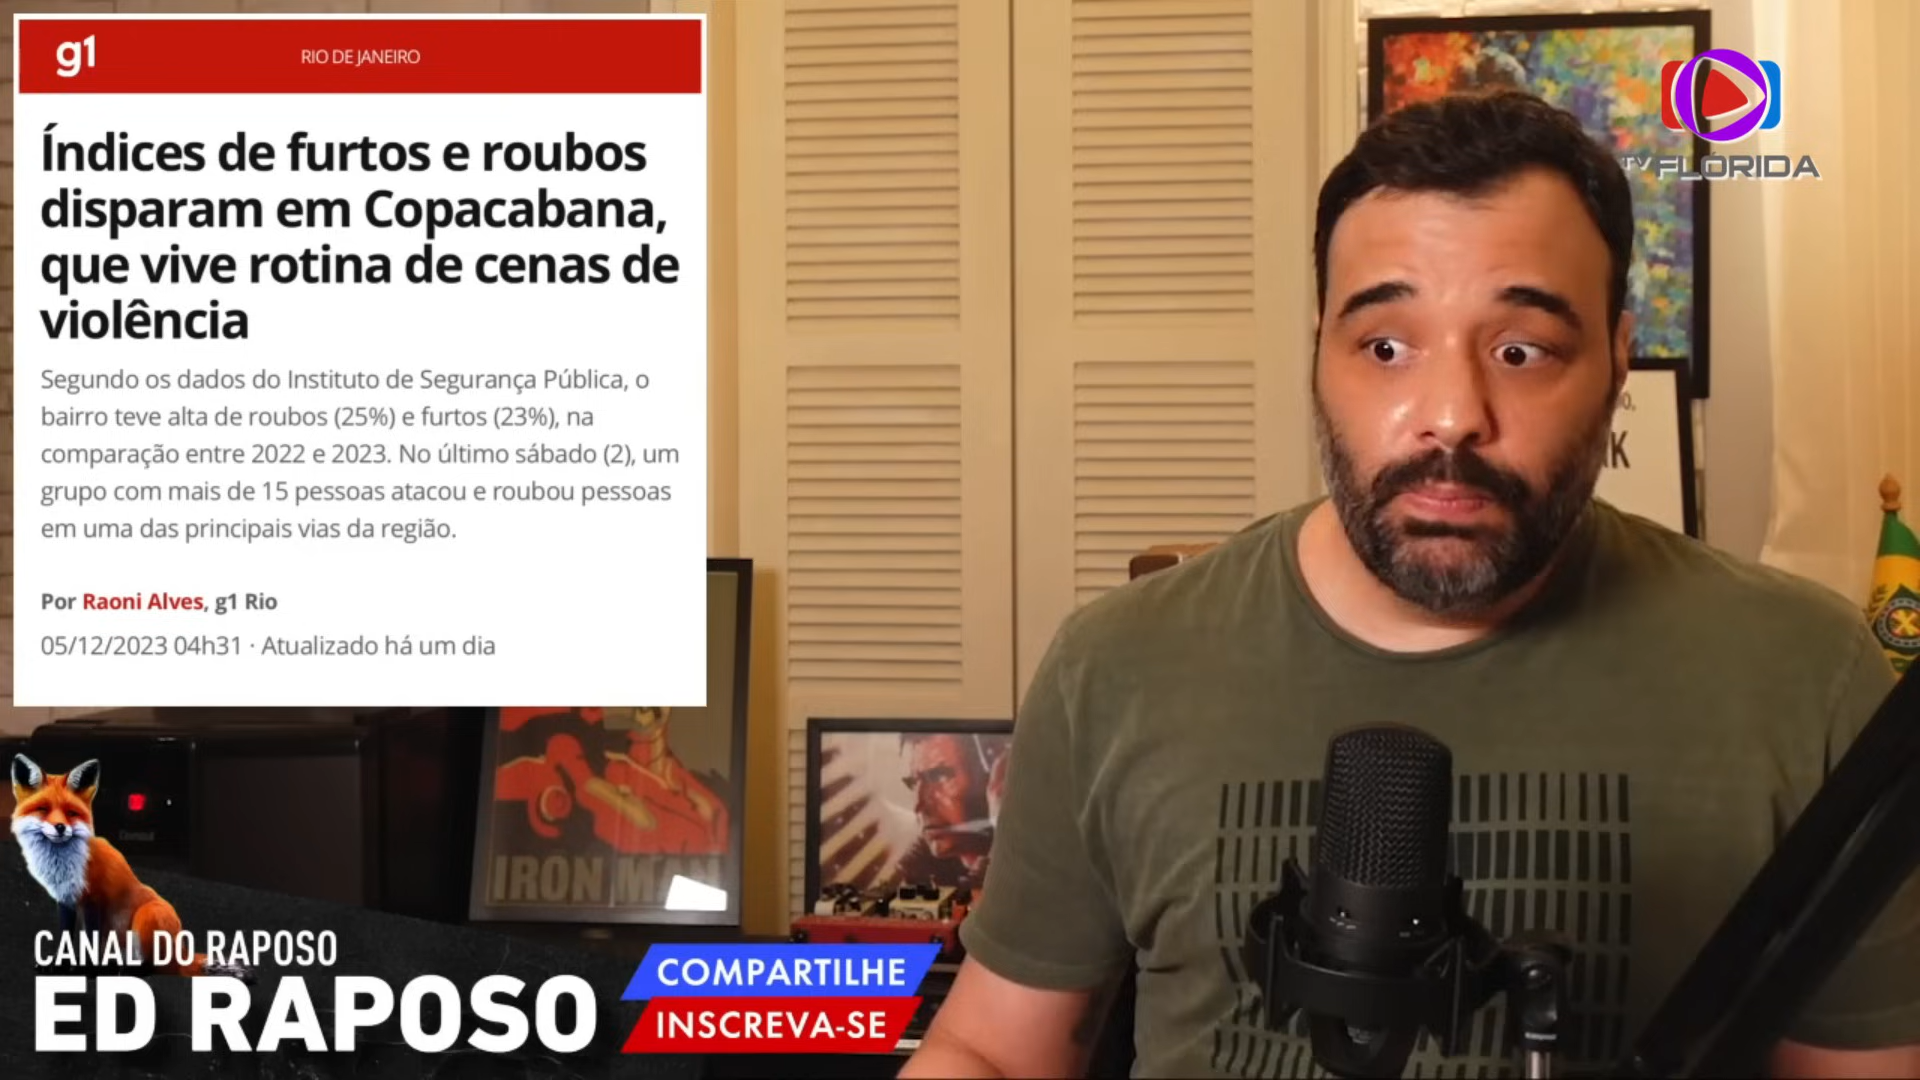 g1
RIO DE JANEIRO
Índices de furtos e roubos
disparam em Copacabana,
que vive rotina de cenas de
violência
Segundo os dados do Instituto de Segurança Pública, o
bairro teve alta de roubos (25%) e furtos (23%), na
comparação entre 2022 e 2023. No último sábado (2), um
grupo com mais de 15 pessoas atacou e roubou pessoas
em uma das principais vias da região.
Por Raoni Alves, g1 Rio
05/12/2023 04h31 · Atualizado há um dia
TV FLÓRIDA
IRON MAN
CANAL DO RAPOSO
ED RAPOSO
COMPARTILHE
INSCREVA-SE